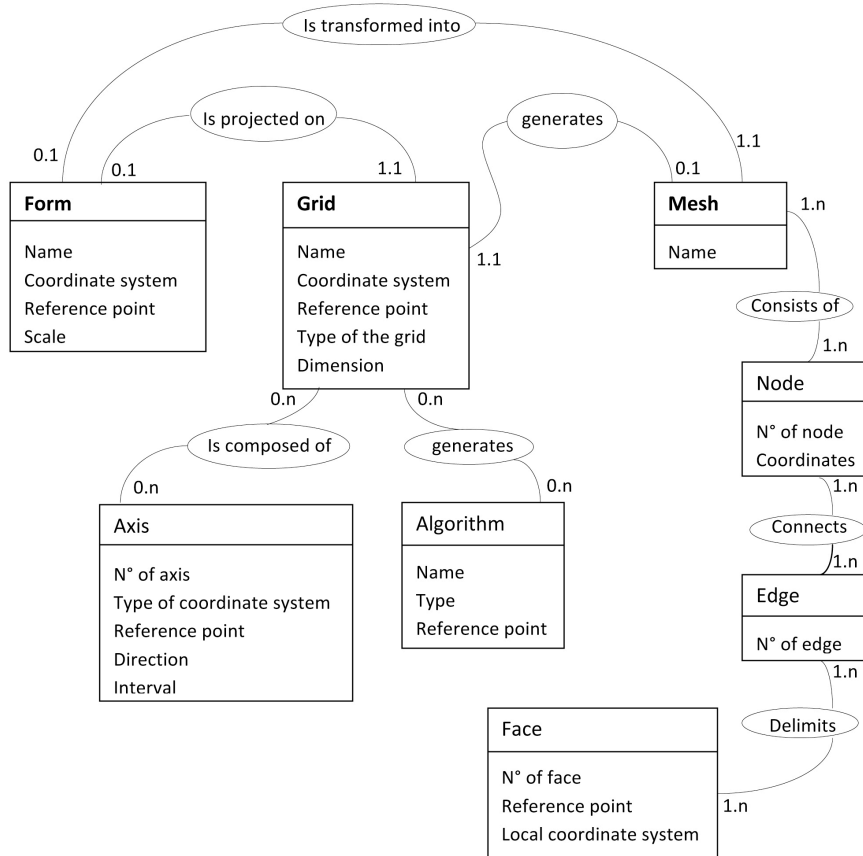 Is transformed into
Is projected on
generates
0.1
0.1
1.1
0.1
1.1
Form
Name
Coordinate system
Reference point
Scale
Grid
Name
Coordinate system
Reference point
Type of the grid
Dimension
1.1
Mesh
Name
1.n
Consists of
1.n
Node
N° of node
Coordinates
1.n
Connects
1.n
Edge
N° of edge
1.n
Delimits
1.n
0.n
0.n
Is composed of
generates
0.n
0.n
Axis
N° of axis
Type of coordinate system
Reference point
Direction
Interval
Algorithm
Name
Type
Reference point
Face
N° of face
Reference point
Local coordinate system